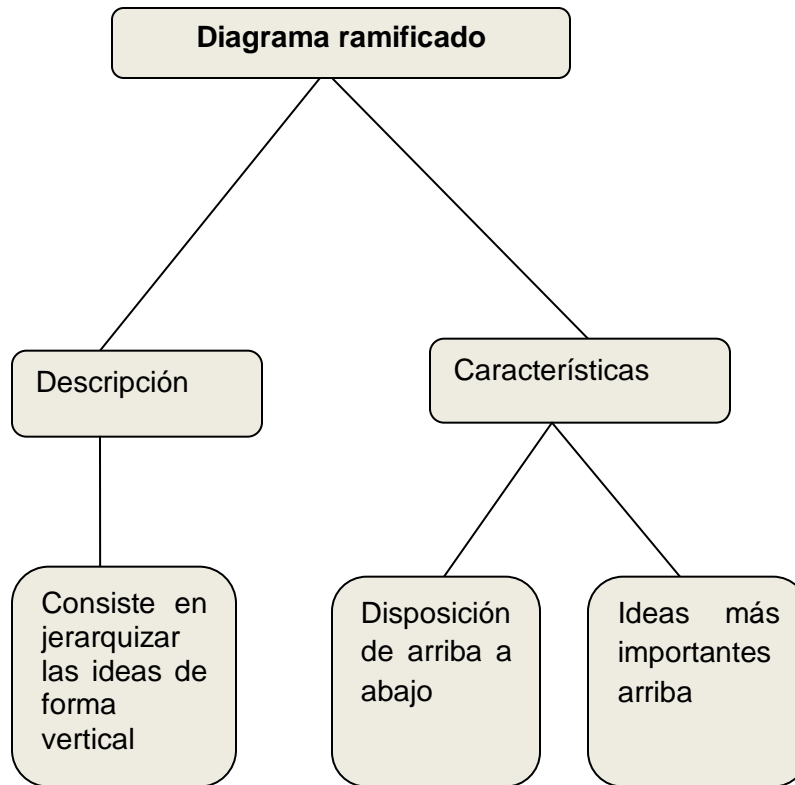 Diagrama ramificado
Descripción
Característísticas
Consiste en
jerarquizar
las ideas de
forma
vertical
Disposición
de arriba a
abajo
Ideas más
importantes
arriba